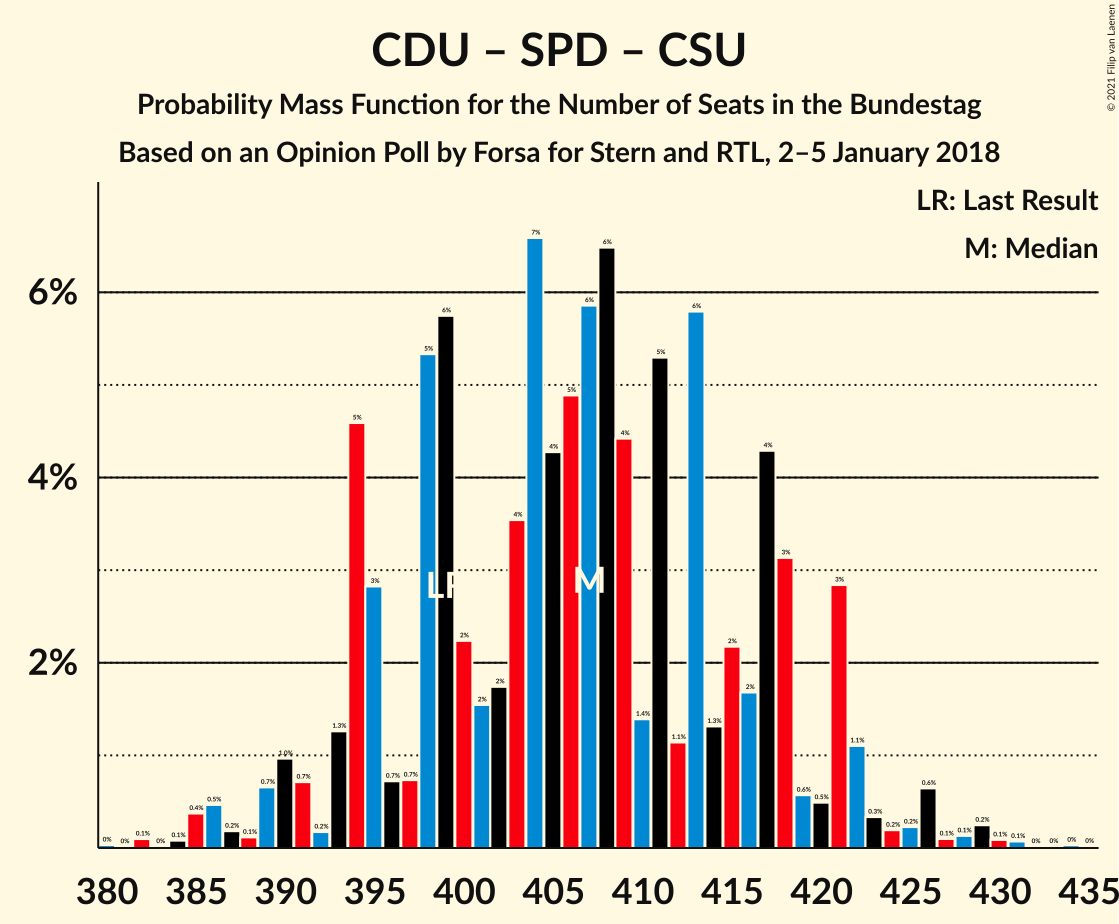 CDU – SPD – CSU
Probability Mass Function for the Number of Seats in the Bundestag
Based on an Opinion Poll by Forsa for Stern and RTL, 2–5 January 2018
© 2021 Filip van Laenen
LR: Last Result
M: Median
6%
4%
2%
0% 0% 0.1% 0% 0.1% 0.4% 0.5% 0.2% 0.1% 0.7% 1.0% 0.7% 0.2% 1.3% 5% 3% 0.7% 0.7% 5% 6% 2% 2% 2% 4% 7% 4% 5% 6% 6% 4% 1.4% 5% 1.1% 6% 1.3% 2% 2% 4% 3% 0.6% 0.5% 3% 1.1% 0.3% 0.2% 0.2% 0.6% 0.1% 0.1% 0.2% 0.1% 0.1% 0% 0% 0% 0%
LR M
380 385 390 395 400 405 410 415 420 425 430 435